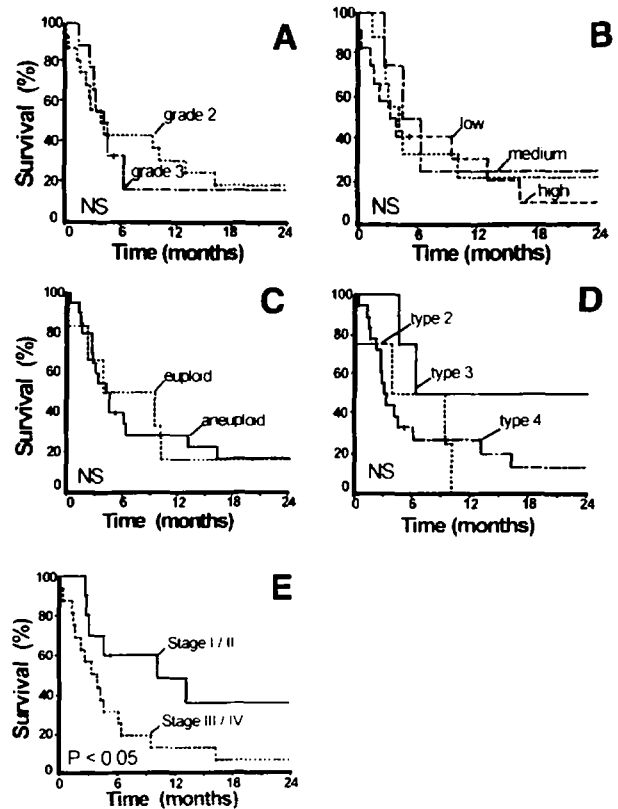 A
Survival (%)
100
80
60
40
20
0
grade 2
grade 3
NS
0 6 12 18 24
Time (months)
B
100
80
60
40
20
0
low
medium
high
NS
0 6 12 18 24
Time (months)
C
Survival (%)
100
80
60
40
20
0
euploid
aneuploid
NS
0 6 12 18 24
Time (months)
D
100
80
60
40
20
0
type 2
type 3
type 4
NS
0 6 12 18 24
Time (months)
E
Survival (%)
100
80
60
40
20
0
Stage I / II
Stage III / IV
P < 0 05
6 12 18 24
Time (months)